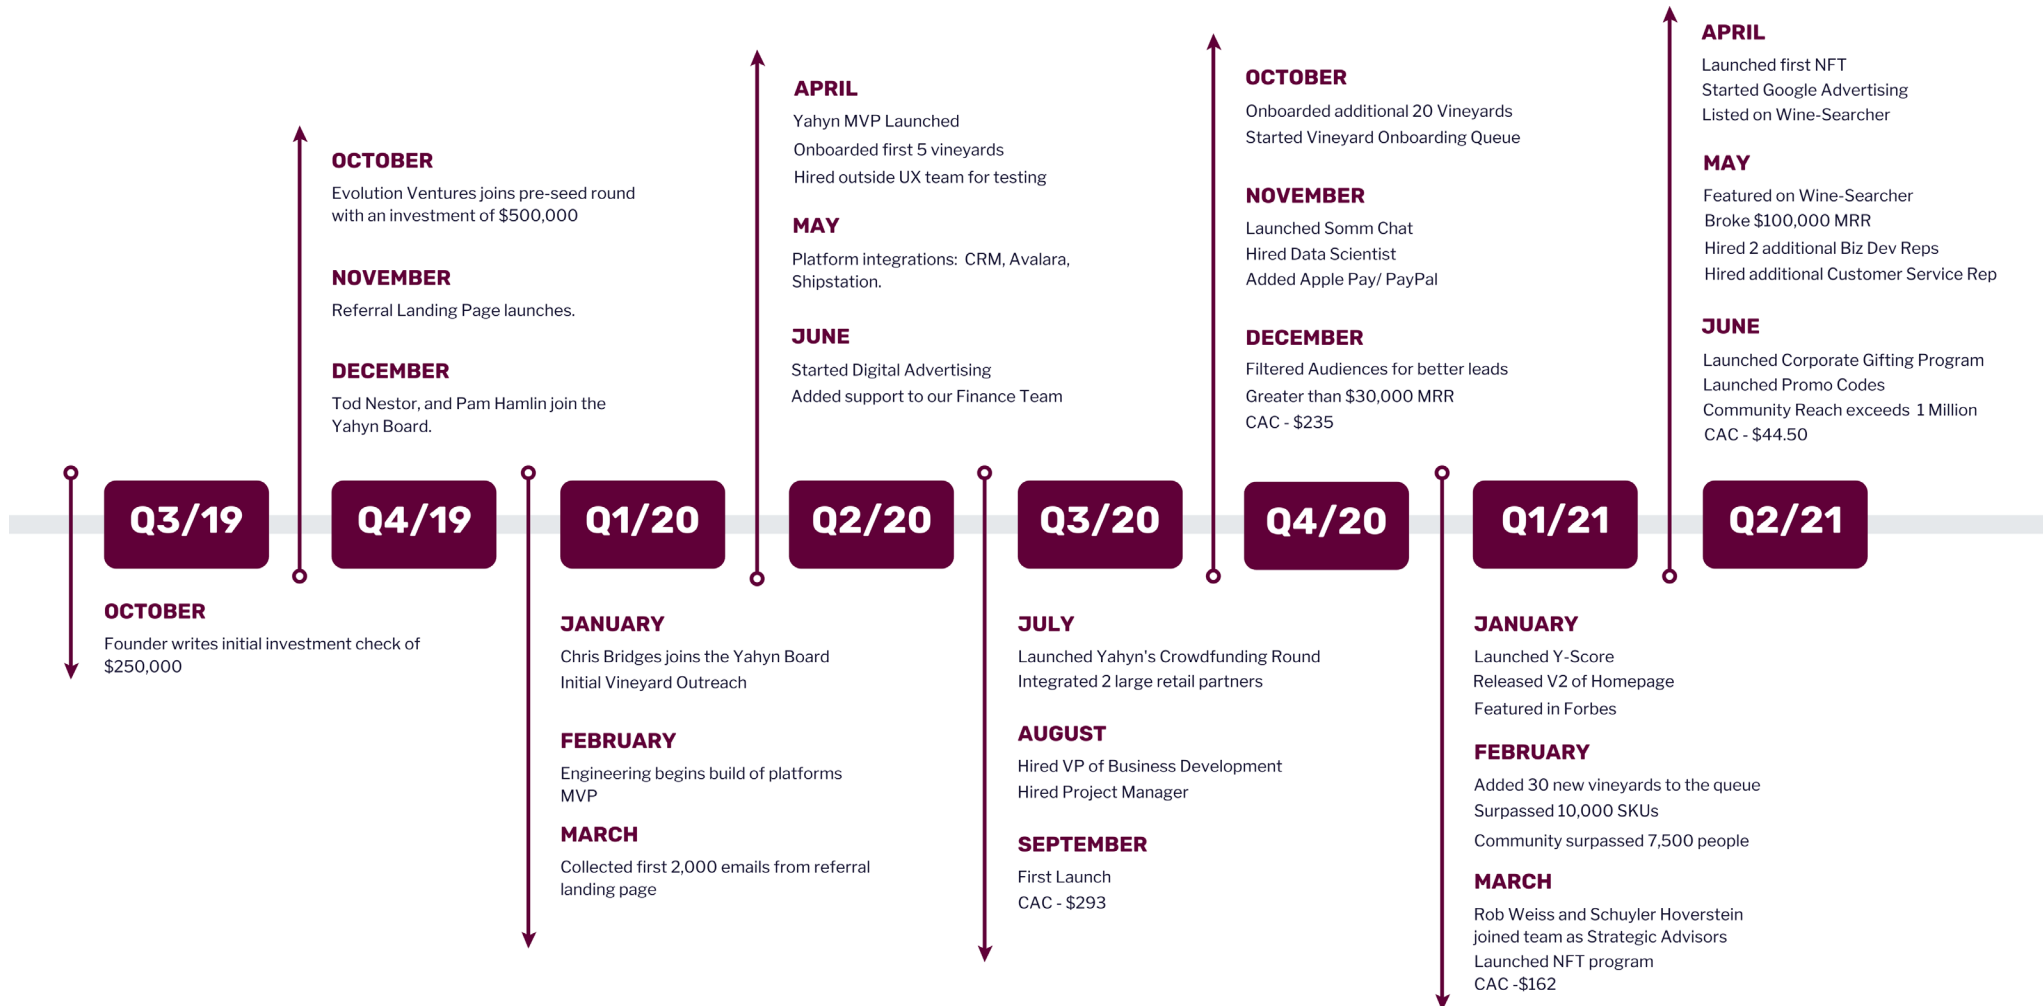 Q3/19
OCTOBER
Founder writes initial investment check of
$250,000
Q4/19
OCTOBER
Evolution Ventures joins pre-seed round
with an investment of $500,000
NOVEMBER
Referral Landing Page launches.
DECEMBER
Tod Nestor, and Pam Hamlin join the
Yahyn Board.
Q1/20
JANUARY
Chris Bridges joins the Yahyn Board
Initial Vineyard Outreach
FEBRUARY
Engineering begins build of platforms
MVP
MARCH
Collected first 2,000 emails from referral
landing page
Q2/20
APRIL
Yahyn MVP Launched
Onboarded first 5 vineyards
Hired outside UX team for testing
MAY
Platform integrations:  CRM, Avalara,
Shipstation.
JUNE
Started Digital Advertising
Added support to our Finance Team
Q3/20
JULY
Launched Yahyn's Crowdfunding Round
Integrated 2 large retail partners
AUGUST
Hired VP of Business Development
Hired Project Manager
SEPTEMBER
First Launch
CAC - $293
Q4/20
OCTOBER
Onboarded additional 20 Vineyards
Started Vineyard Onboarding Queue
NOVEMBER
Launched Somm Chat
Hired Data Scientist
Added Apple Pay/ PayPal
DECEMBER
Filtered Audiences for better leads
Greater than $30,000 MRR
CAC - $235
Q1/21
JANUARY
Launched Y-Score
Released V2 of Homepage
Featured in Forbes
FEBRUARY
Added 30 new vineyards to the queue
Surpassed 10,000 SKUs
Community surpassed 7,500 people
MARCH
Rob Weiss and Schuyler Hoverstein
joined team as Strategic Advisors
Launched NFT program
CAC -$162
Q2/21
APRIL
Launched first NFT
Started Google Advertising
Listed on Wine-Searcher
MAY
Featured on Wine-Searcher
Broke $100,000 MRR
Hired 2 additional Biz Dev Reps
Hired additional Customer Service Rep
JUNE
Launched Corporate Gifting Program
Launched Promo Codes
Community Reach exceeds  1 Million
CAC - $44.50